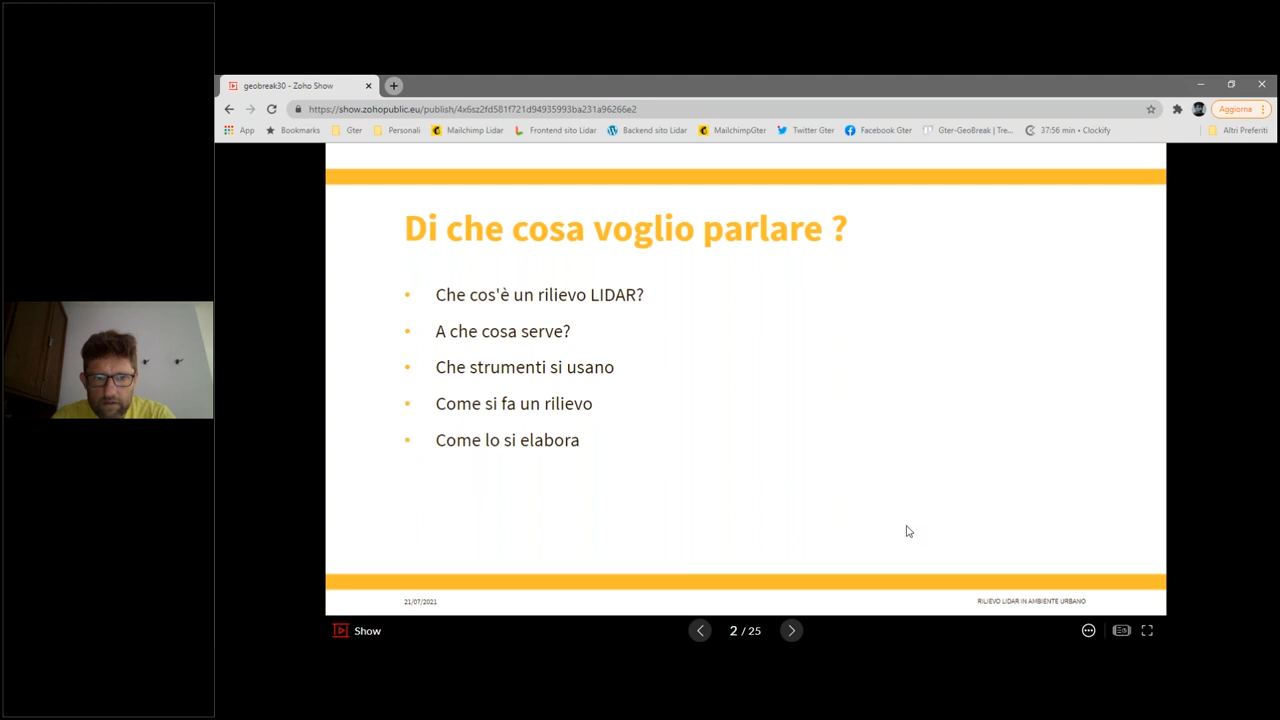 geobreak30 - Zoho Show
https://show.zohopublic.eu/publish/4x6sz2fd581f721d94935993ba231a96266e2
Aggiorna
App Bookmarks Gter Personali Mailchimp Lidar Frontend sito Lidar Backend sito Lidar MailchimpGter Twitter Gter Facebook Gter Gter-GeoBreak | Tre... 37:56 min • Clockify Altri Preferiti
Di che cosa voglio parlare ?
• Che cos'è un rilievo LIDAR?
• A che cosa serve?
• Che strumenti si usano
• Come si fa un rilievo
• Come lo si elabora
21/07/2021 RILIEVO LIDAR IN AMBIENTE URBANO
Show 2 / 25